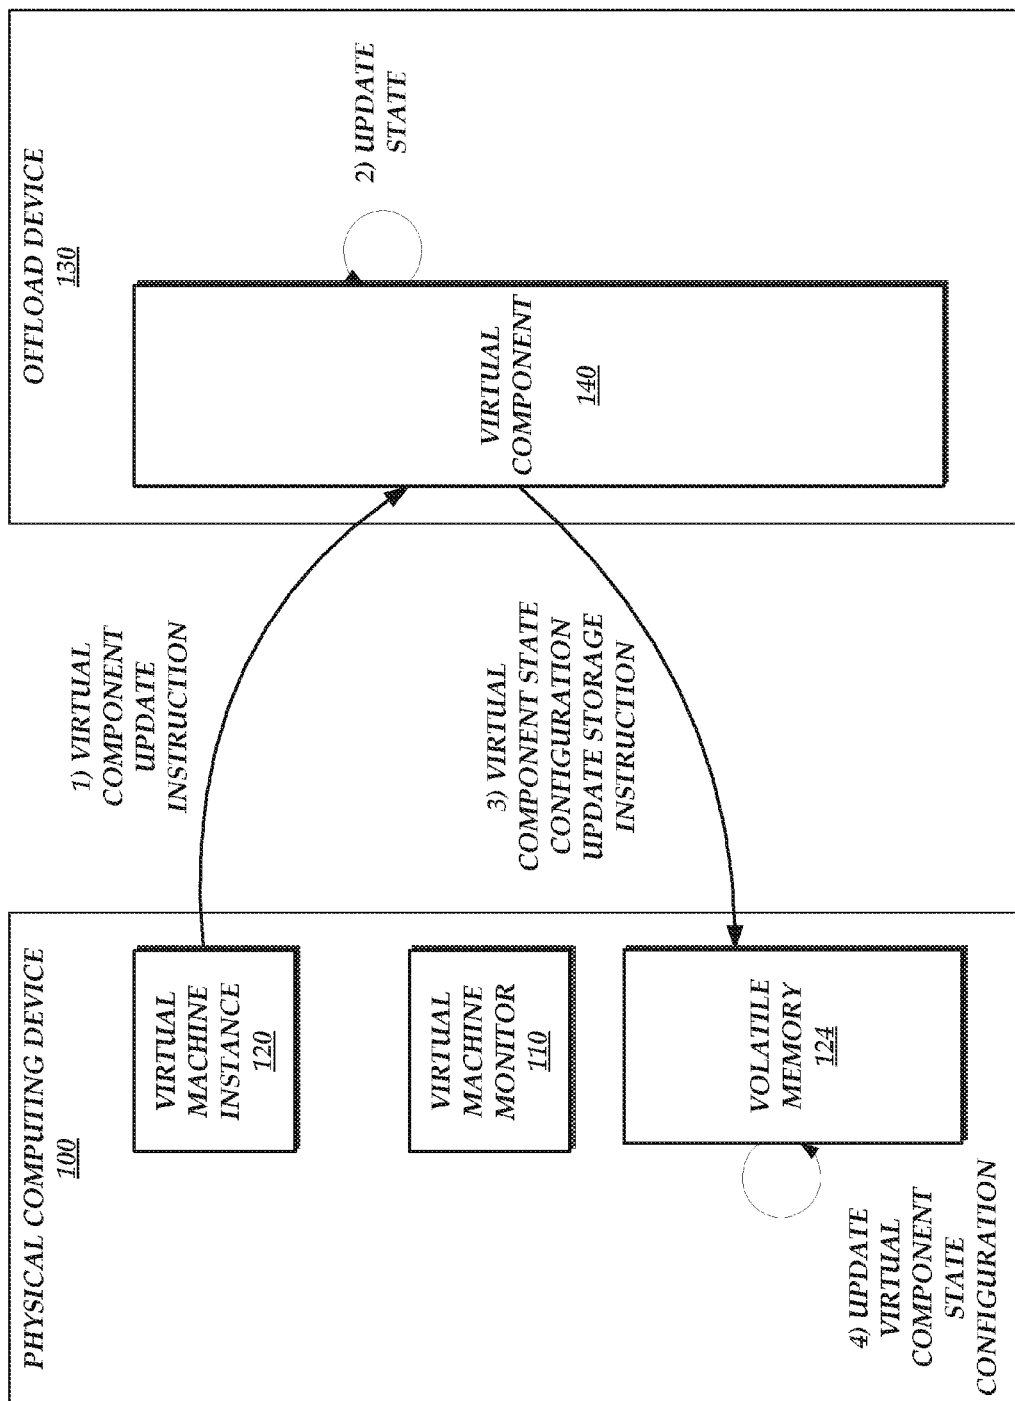 PHYSICAL COMPUTING DEVICE
100
VIRTUAL
MACHINE
INSTANCE
120
VIRTUAL
MACHINE
MONITOR
110
VOLATILE
MEMORY
124
4) UPDATE
VIRTUAL
COMPONENT
STATE
CONFIGURATION
1) VIRTUAL
COMPONENT
UPDATE
INSTRUCTION
3) VIRTUAL
COMPONENT STATE
CONFIGURATION
UPDATE STORAGE
INSTRUCTION
OFFLOAD DEVICE
130
VIRTUAL
COMPONENT
140
2) UPDATE
STATE